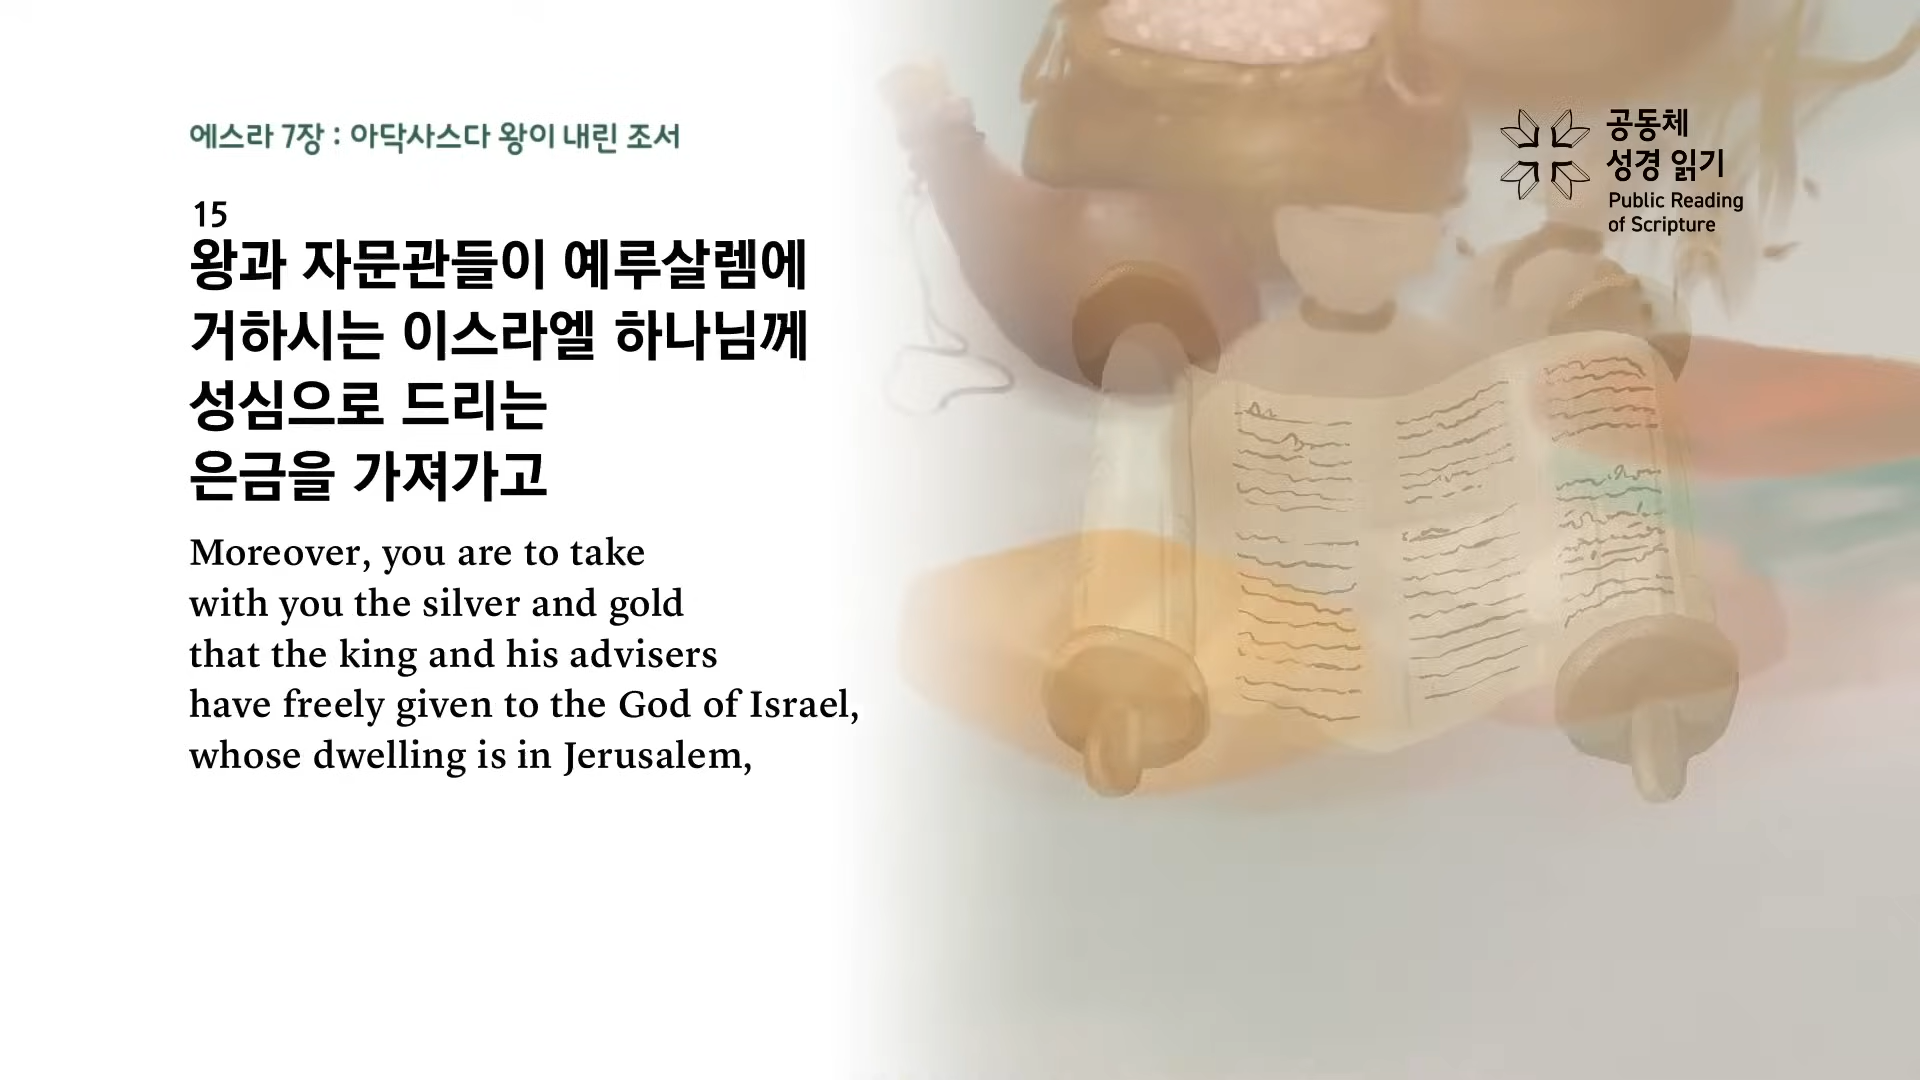 에스라 7장 : 아닥사스다 왕이 내린 조서
15
왕과 자문관들이 예루살렘에
거하시는 이스라엘 하나님께
성심으로 드리는
은금을 가져가고
Moreover, you are to take
with you the silver and gold
that the king and his advisers
have freely given to the God of Israel,
whose dwelling is in Jerusalem,
공동체
성경 읽기
Public Reading
of Scripture